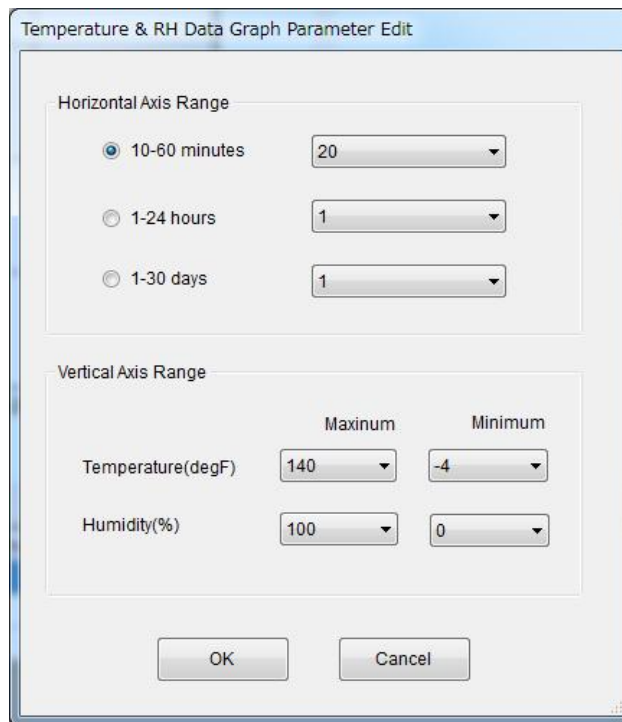 Temperature & RH Data Graph Parameter Edit
Horizontal Axis Range
10-60 minutes 20
1-24 hours 1
1-30 days 1
Vertical Axis Range
Maxinum Minimum
Temperature(degF) 140 -4
Humidity(%) 100 0
OK Cancel